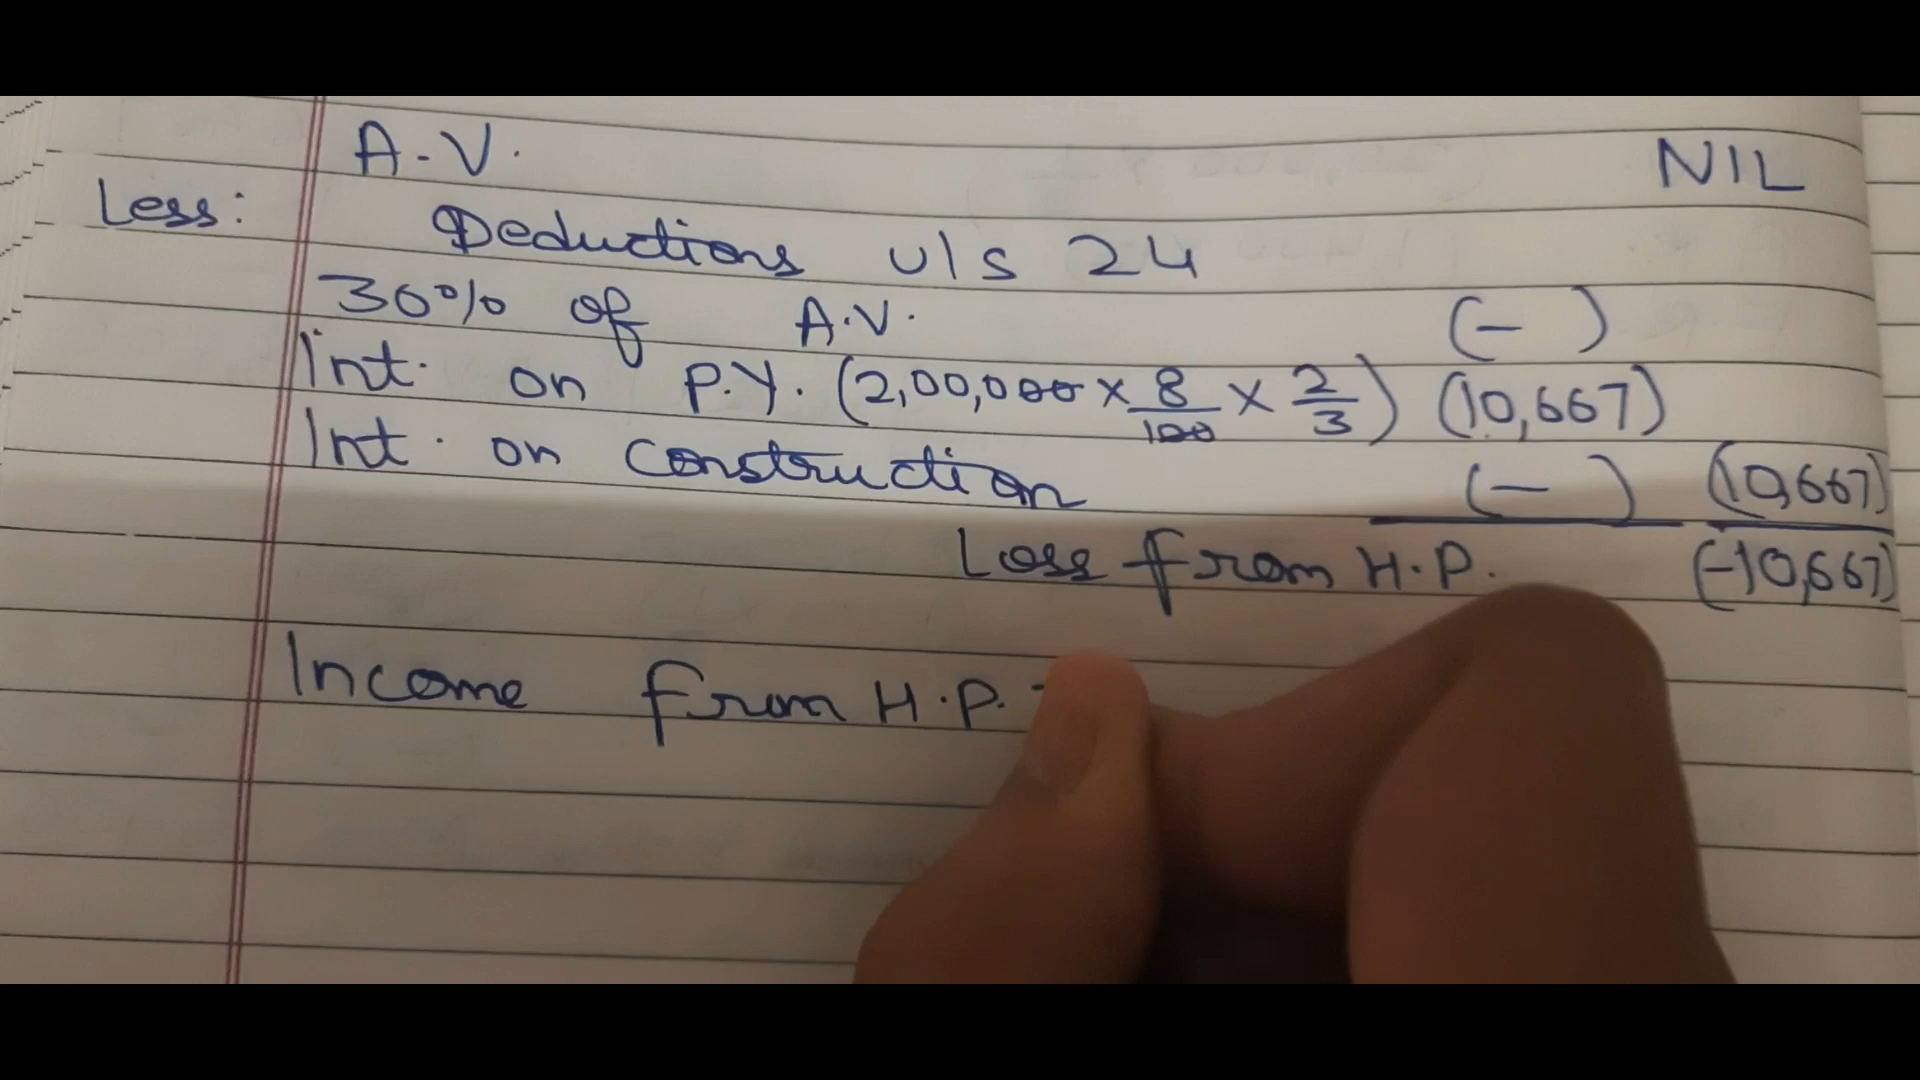 A.V. NIL
Less: Deductions u/s 24
30% of A.V. (-)
Int. on P.Y. (2,00,000 × 8/100 × 2/3) (10,667)
Int. on Construction (-) (10,667)
Loss from H.P. (-10,667)
Income from H.P.